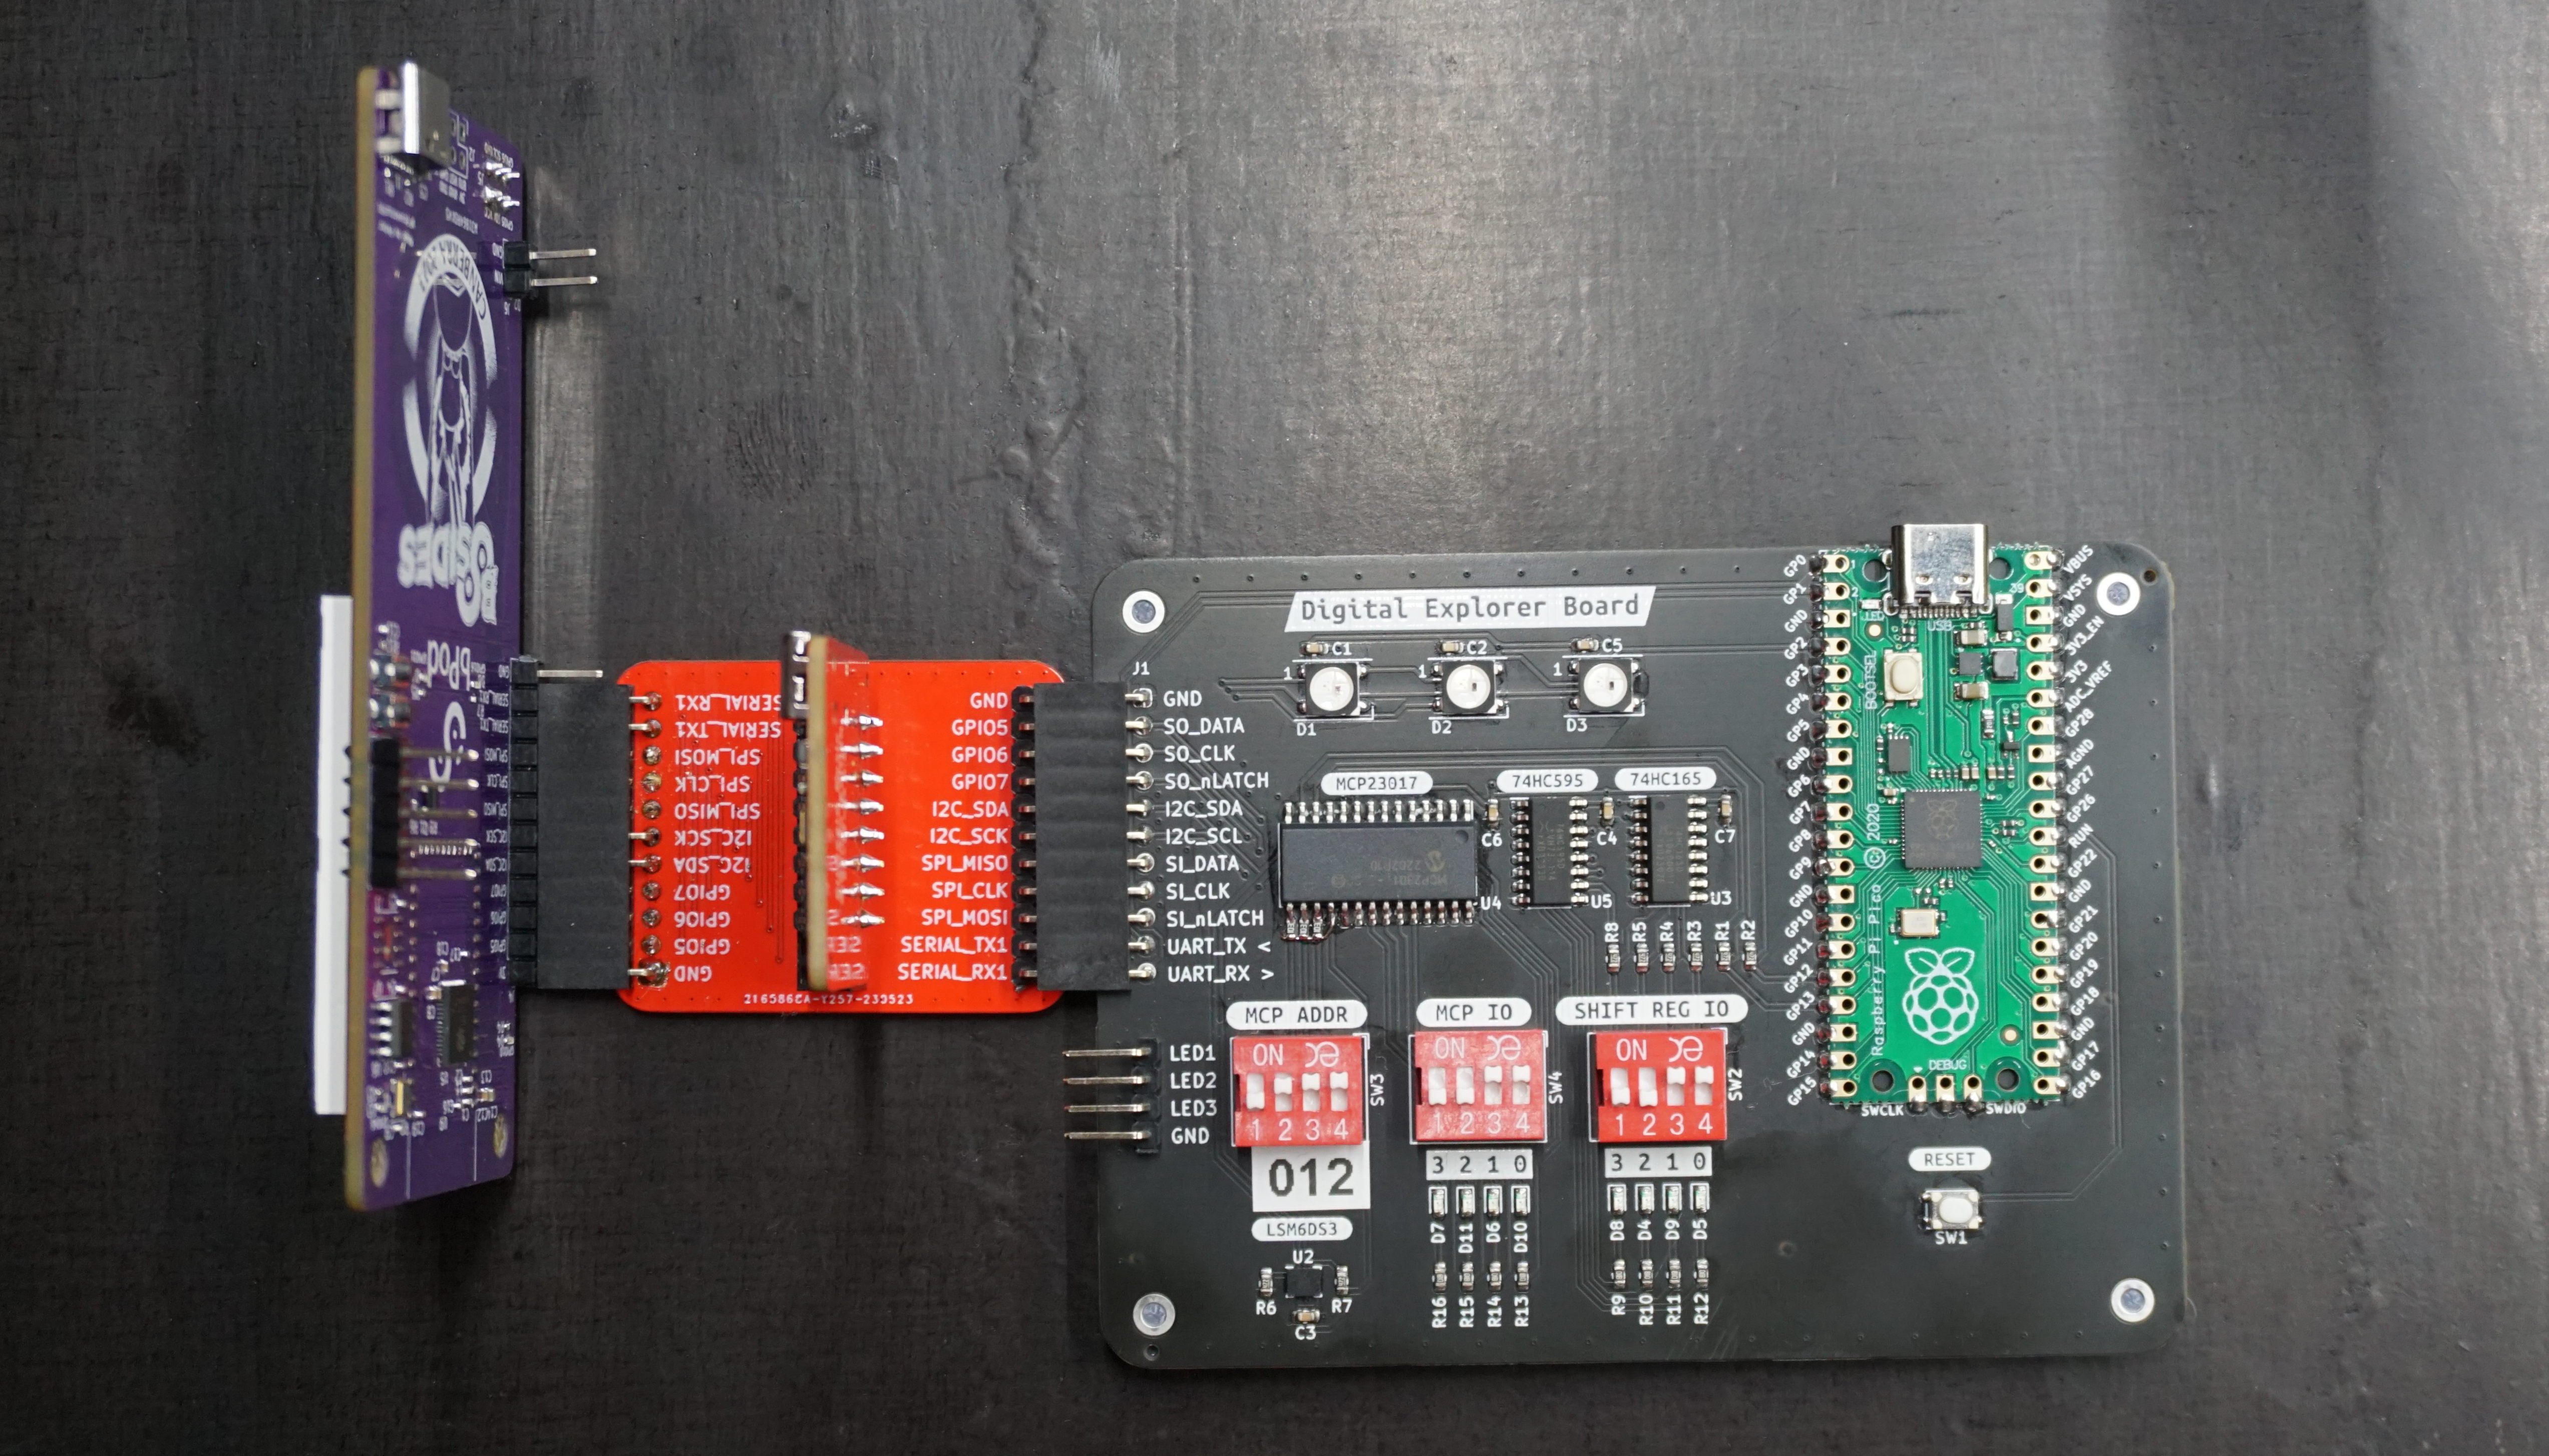 BSIDES
CANBERRA 2023
bPod
SERIAL_RX1
SERIAL_TX1
SPI_MOSI
SPI_CLK
SPI_MISO
I2C_SCK
I2C_SDA
GPIO7
GPIO6
GPIO5
GND
GND
GPIO5
GPIO6
GPIO7
I2C_SDA
I2C_SCK
SPI_MISO
SPI_CLK
SPI_MOSI
SERIAL_TX1
SERIAL_RX1
Digital Explorer Board
J1
GND
SO_DATA
SO_CLK
SO_nLATCH
I2C_SDA
I2C_SCL
SI_DATA
SI_CLK
SI_nLATCH
UART_TX <
UART_RX >
LED1
LED2
LED3
GND
1 C1
D1
1 C2
D2
1 C5
D3
MCP23017
C6
U4
74HC595
C4
U5
74HC165
C7
U3
R8 R5 R4 R3 R1 R2
MCP ADDR
ON
1 2 3 4
SW3
012
LSM6DS3
U2
R6
R7
C3
MCP IO
ON
1 2 3 4
SW4
3 2 1 0
D7 D11 D6 D10
R16 R15 R14 R13
SHIFT REG IO
ON
1 2 3 4
SW2
3 2 1 0
D8 D4 D9 D5
R9 R10 R11 R12
GP0
GP1
GND
GP2
GP3
GP4
GP5
GND
GP6
GP7
GP8
GP9
GND
GP10
GP11
GP12
GP13
GND
GP14
GP15
1
2
39
LED
USB
BOOTSEL
Raspberry Pi Pico © 2020
DEBUG
SWCLK
SWDIO
VBUS
VSYS
GND
3V3_EN
3V3
ADC_VREF
GP28
AGND
GP27
GP26
RUN
GP22
GND
GP21
GP20
GP19
GP18
GND
GP17
GP16
RESET
SW1